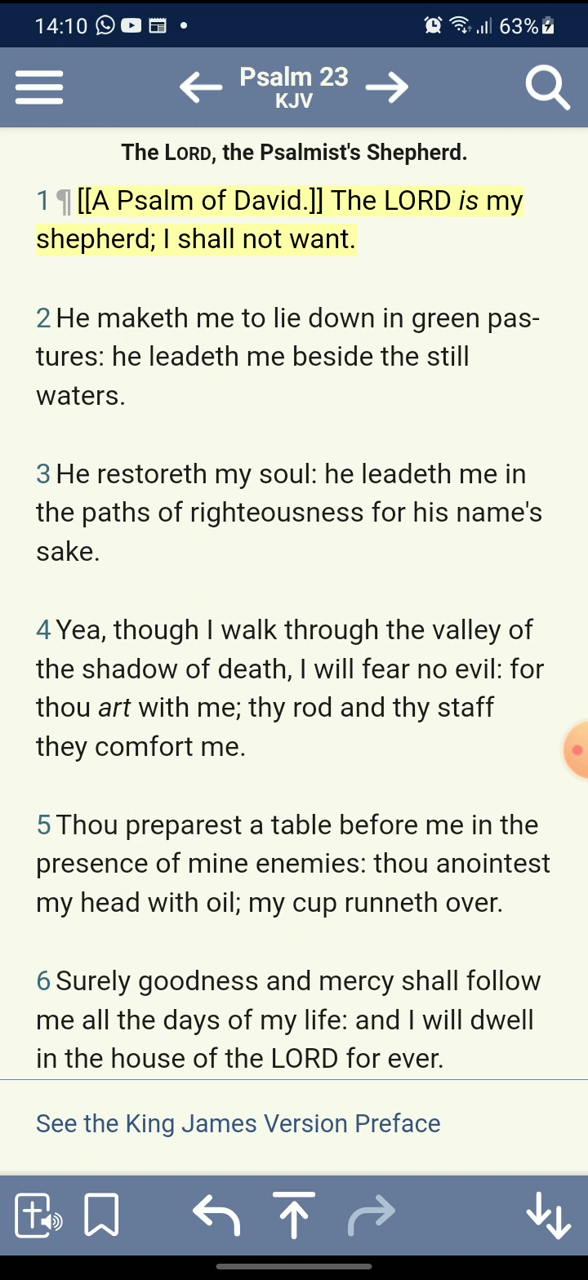 14:10 63%
Psalm 23
KJV
The LORD, the Psalmist's Shepherd.
1 ¶ [[A Psalm of David.]] The LORD is my
shepherd; I shall not want.
2 He maketh me to lie down in green pas-
tures: he leadeth me beside the still
waters.
3 He restoreth my soul: he leadeth me in
the paths of righteousness for his name's
sake.
4 Yea, though I walk through the valley of
the shadow of death, I will fear no evil: for
thou art with me; thy rod and thy staff
they comfort me.
5 Thou preparest a table before me in the
presence of mine enemies: thou anointest
my head with oil; my cup runneth over.
6 Surely goodness and mercy shall follow
me all the days of my life: and I will dwell
in the house of the LORD for ever.
See the King James Version Preface